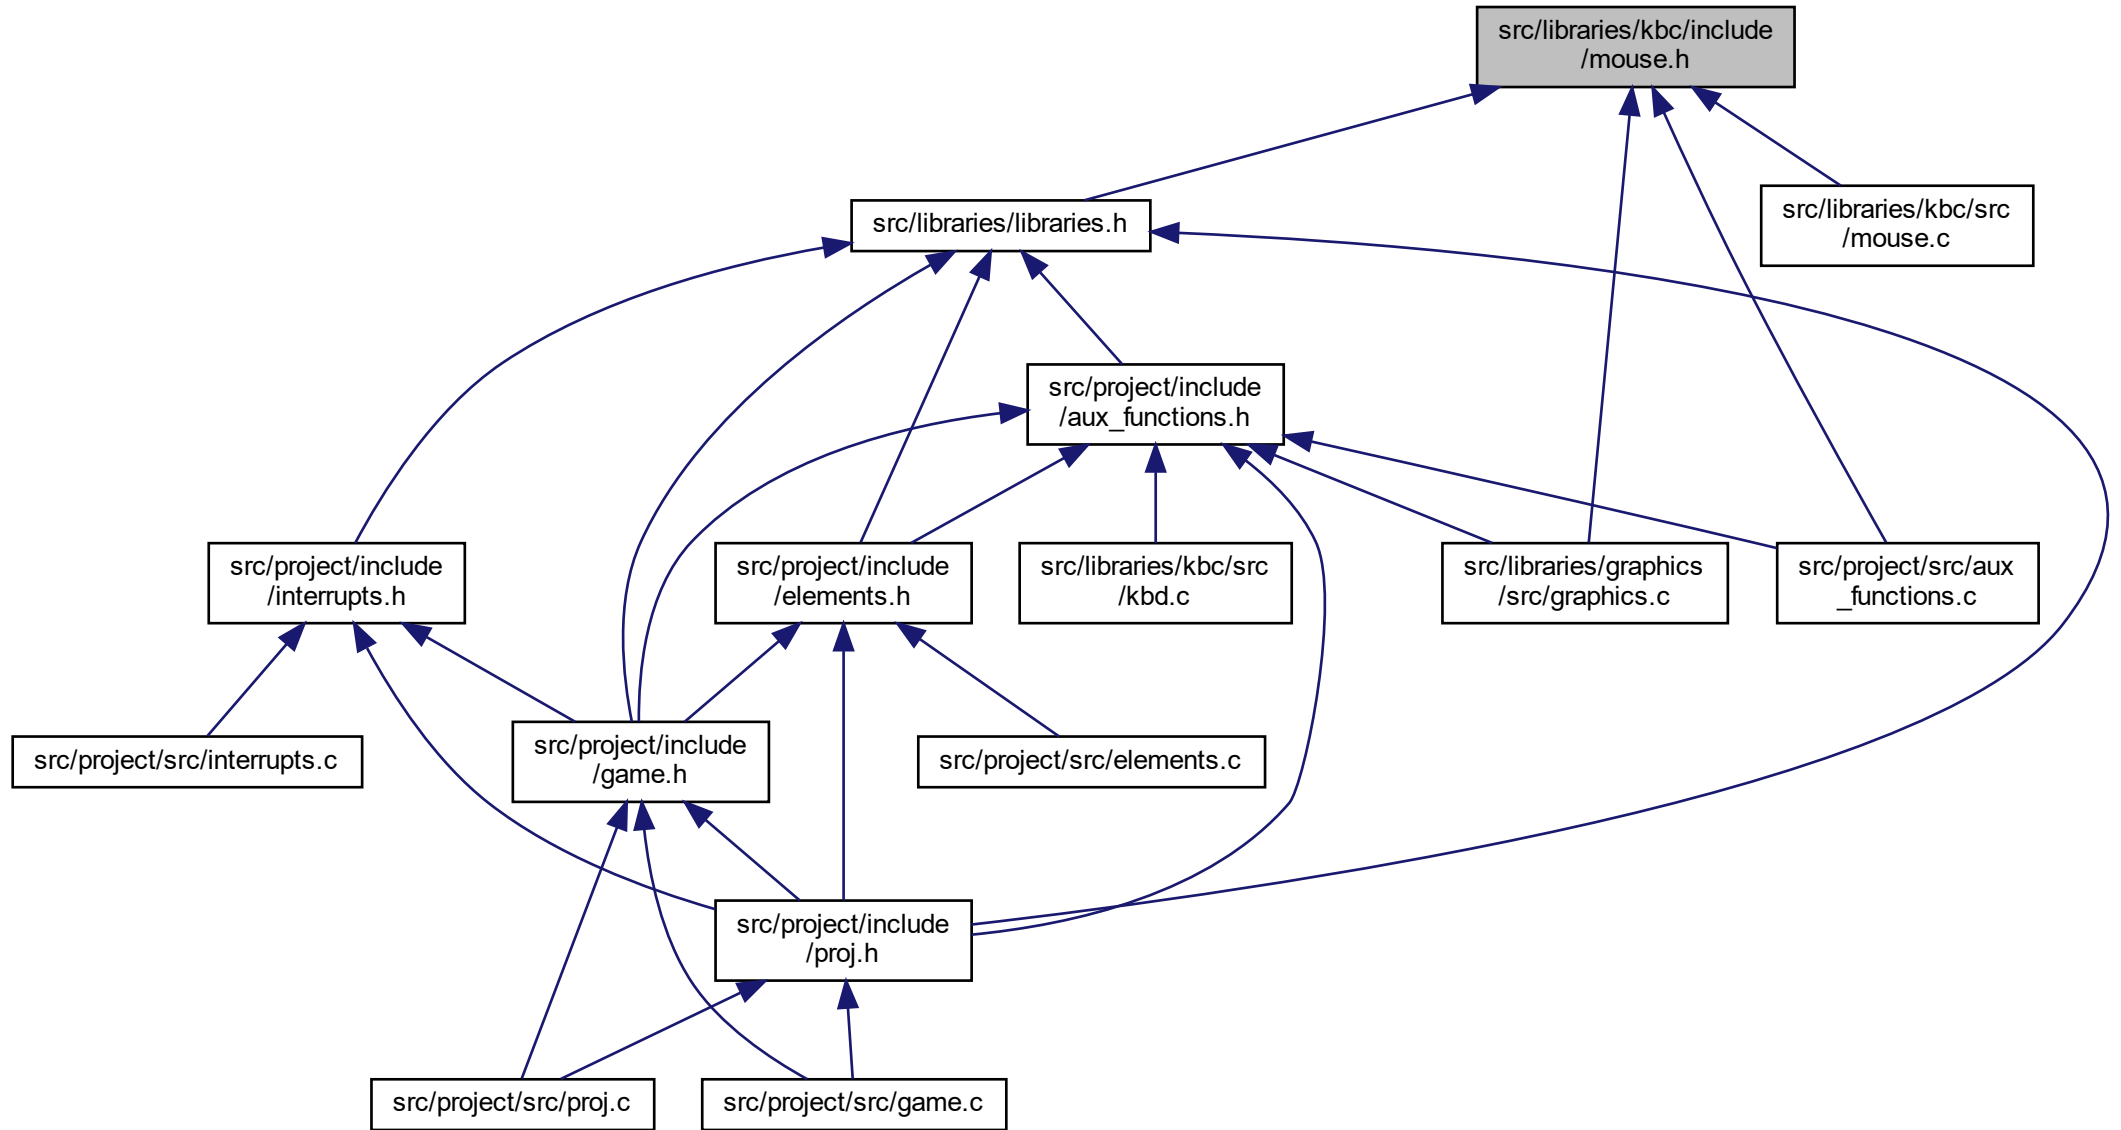 src/libraries/kbc/include
/mouse.h
src/libraries/libraries.h
src/libraries/kbc/src
/mouse.c
src/project/include
/aux_functions.h
src/project/include
/interrupts.h
src/project/include
/elements.h
src/libraries/kbc/src
/kbd.c
src/libraries/graphics
/src/graphics.c
src/project/src/aux
_functions.c
src/project/src/interrupts.c
src/project/include
/game.h
src/project/src/elements.c
src/project/include
/proj.h
src/project/src/proj.c
src/project/src/game.c